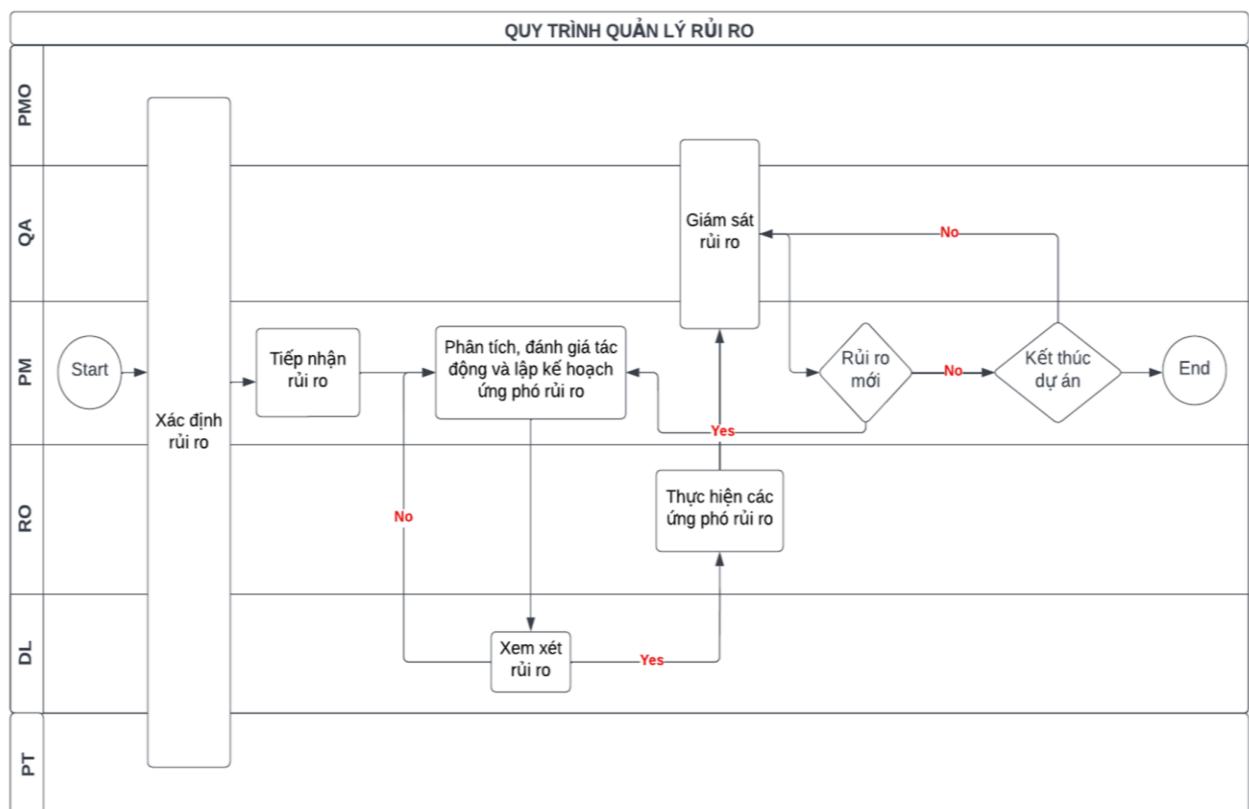 QUY TRÌNH QUẢN LÝ RỦI RO
PMO
QA
Giám sát
rủi ro
No
PM
Start
Tiếp nhận
rủi ro
Phân tích, đánh giá tác
động và lập kế hoạch
ứng phó rủi ro
Rủi ro
mới
No
Kết thúc
dự án
End
Xác định
rủi ro
Yes
RO
No
Thực hiện các
ứng phó rủi ro
DL
Xem xét
rủi ro
Yes
PT